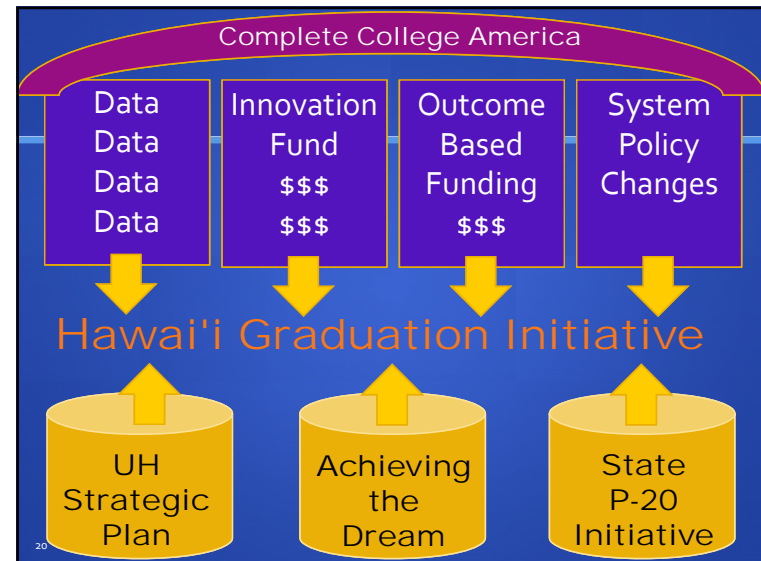 Complete College America
Data
Data
Data
Data
Innovation
Fund
$$$
$$$
Outcome
Based
Funding
$$$
System
Policy
Changes
Hawai'i Graduation Initiative
UH
Strategic
Plan
Achieving
the
Dream
State
P-20
Initiative
20